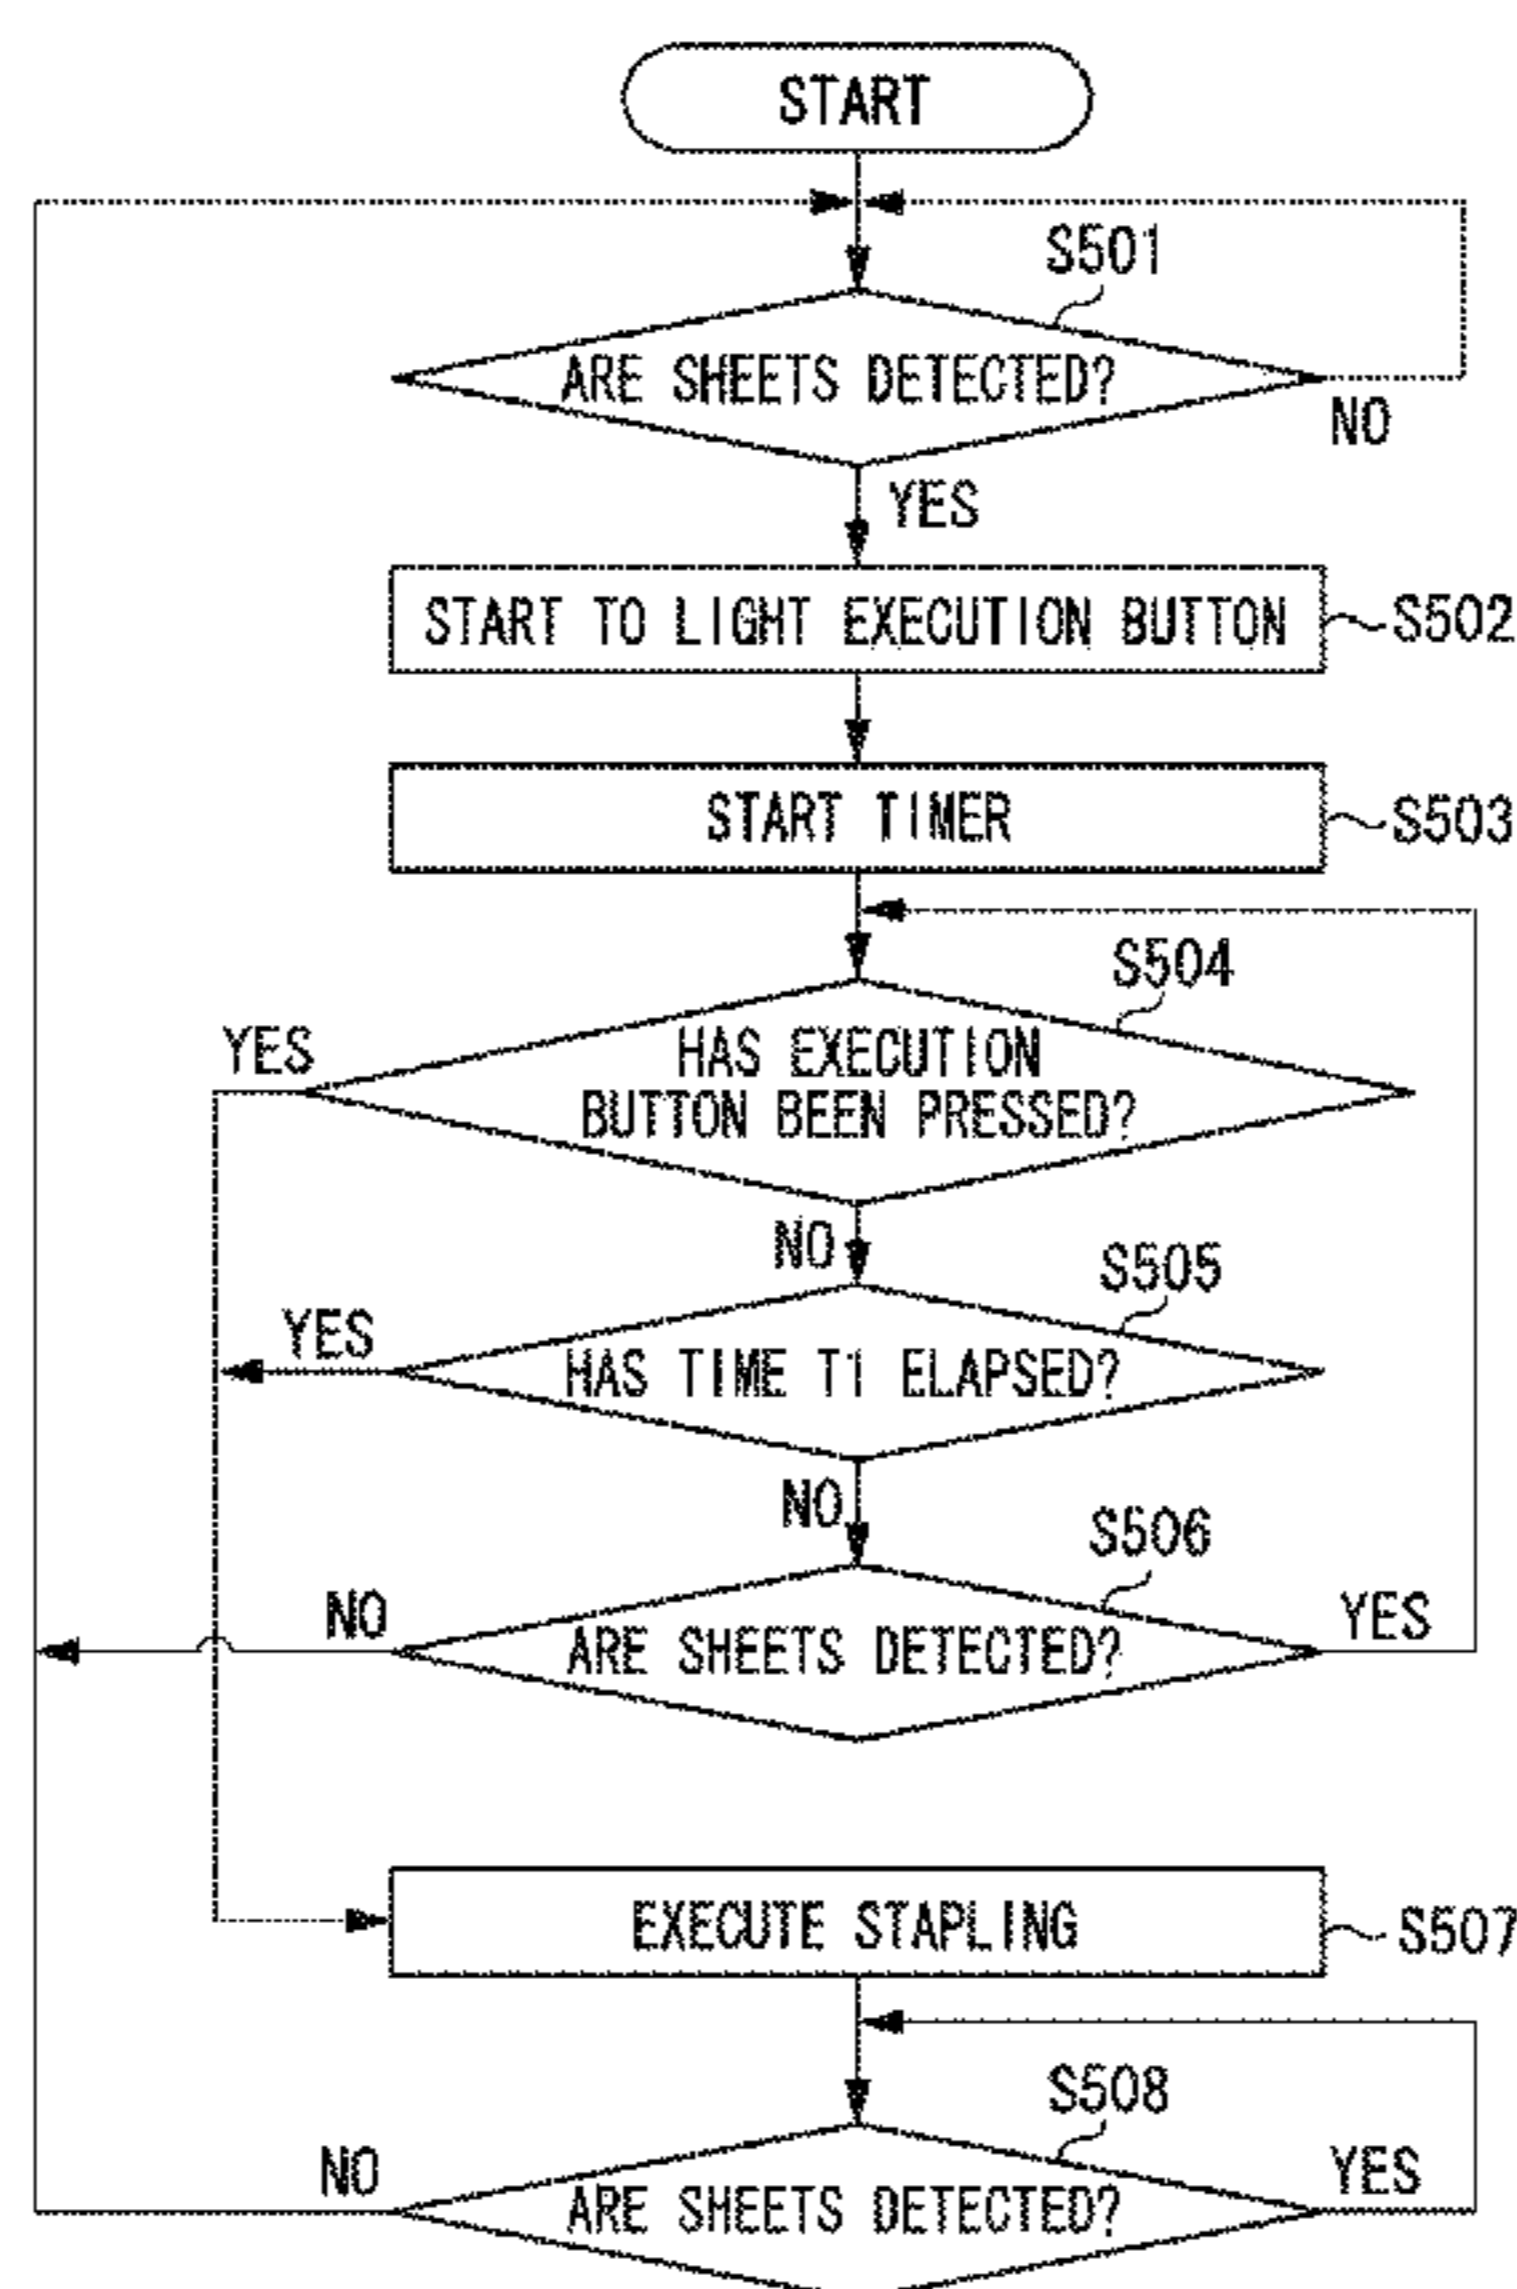 START
S501
ARE SHEETS DETECTED?
NO
YES
START TO LIGHT EXECUTION BUTTON
S502
START TIMER
S503
S504
YES
HAS EXECUTION
BUTTON BEEN PRESSED?
NO
S505
YES
HAS TIME T1 ELAPSED?
NO
S506
NO
YES
ARE SHEETS DETECTED?
EXECUTE STAPLING
S507
S508
NO
YES
ARE SHEETS DETECTED?